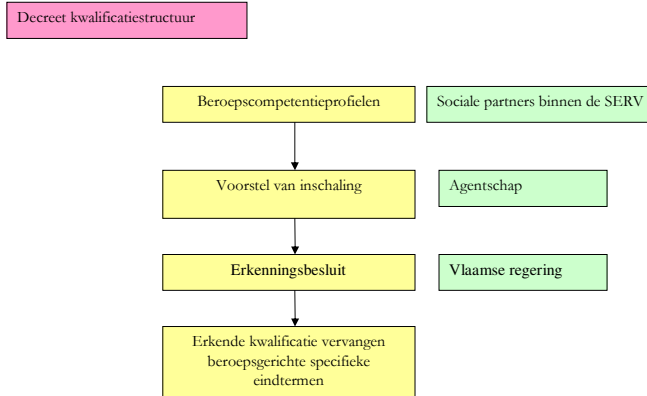 Decreet kwalificatiestructuur
Beroepscompetentieprofielen
Sociale partners binnen de SERV
Voorstel van inschaling
Agentschap
Erkenningsbesluit
Vlaamse regering
Erkende kwalificatie vervangen
beroepsgerichte specifieke
eindtermen